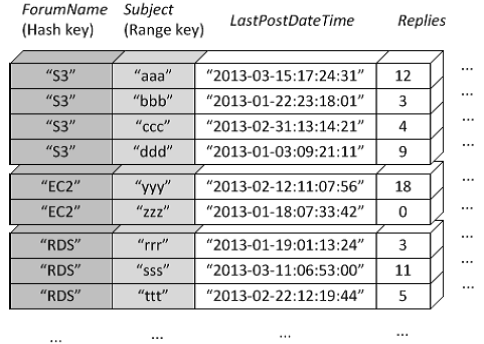 ForumName Subject LastPostDateTime Replies
(Hash key) (Range key)
“S3” “aaa” “2013-03-15:17:24:31” 12 ...
“S3” “bbb” “2013-01-22:23:18:01” 3 ...
“S3” “ccc” “2013-02-31:13:14:21” 4 ...
“S3” “ddd” “2013-01-03:09:21:11” 9 ...
“EC2” “yyy” “2013-02-12:11:07:56” 18 ...
“EC2” “zzz” “2013-01-18:07:33:42” 0 ...
“RDS” “rrr” “2013-01-19:01:13:24” 3 ...
“RDS” “sss” “2013-03-11:06:53:00” 11 ...
“RDS” “ttt” “2013-02-22:12:19:44” 5 ...
... ... ... ...